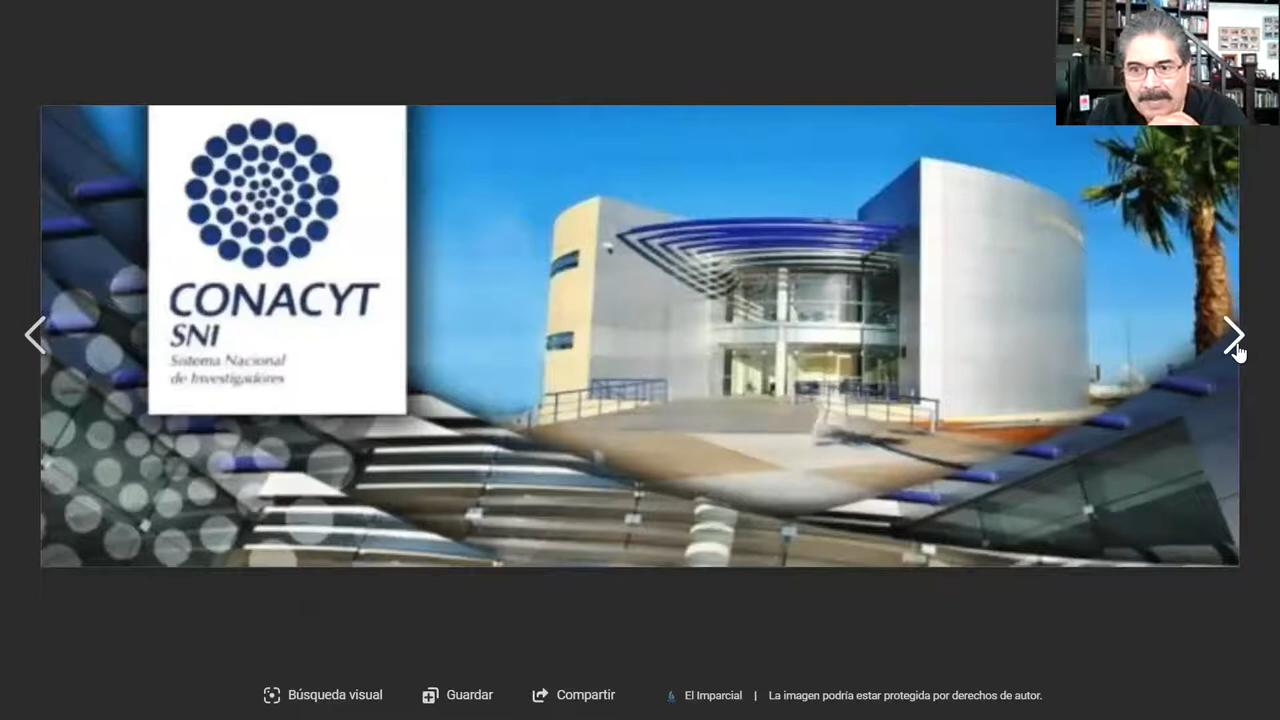 CONACYT
SNI
Sistema Nacional
de Investigadores
Búsqueda visual
Guardar
Compartir
El Imparcial | La imagen podría estar protegida por derechos de autor.